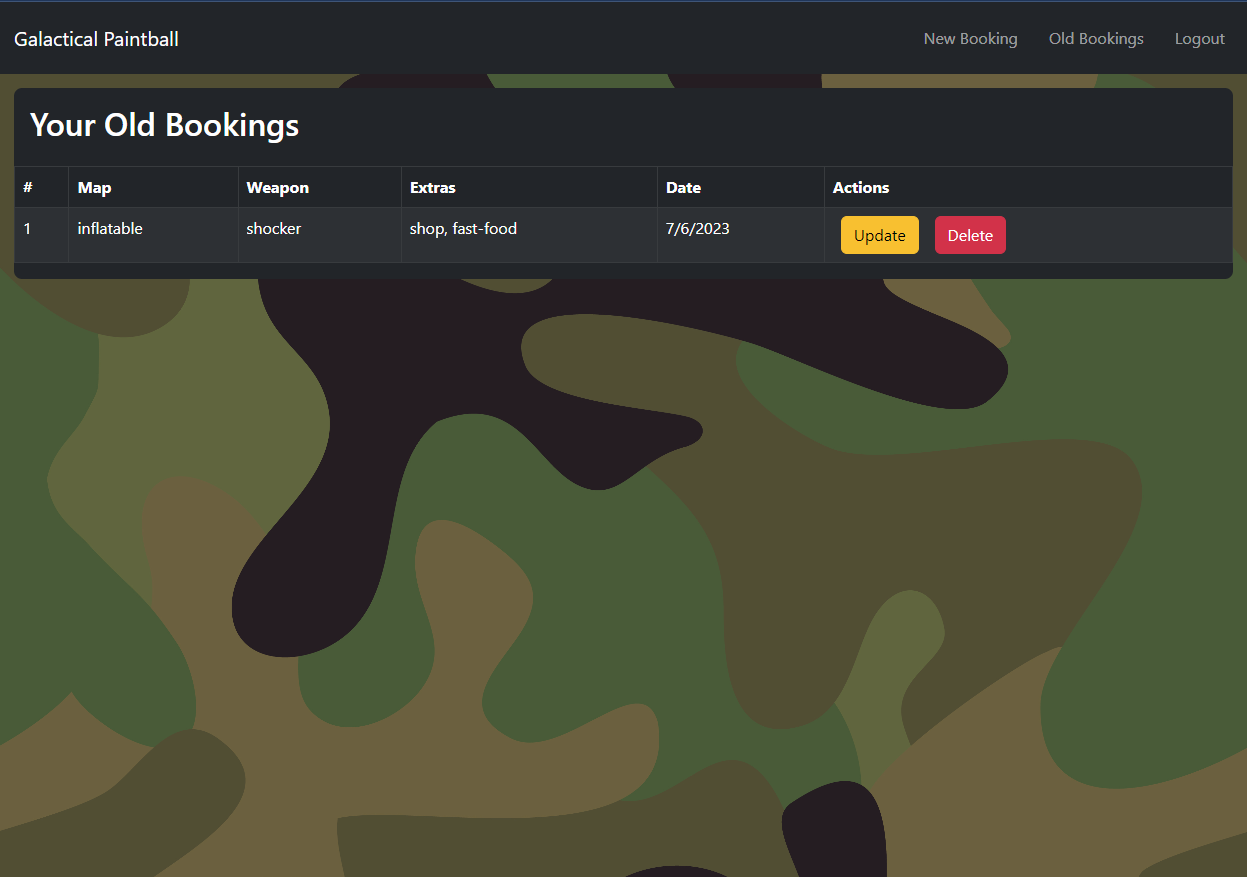 Galactical Paintball New Booking Old Bookings Logout
Your Old Bookings
# Map Weapon Extras Date Actions
1 inflatable shocker shop, fast-food 7/6/2023 Update Delete